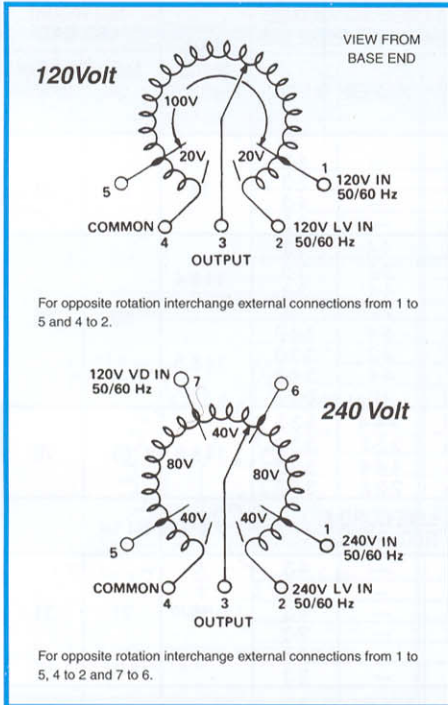 VIEW FROM
BASE END
120Volt
100V
20V
20V
5
1
120V IN
50/60 Hz
COMMON
4
3
2
120V LV IN
50/60 Hz
OUTPUT
For opposite rotation interchange external connections from 1 to
5 and 4 to 2.
120V VD IN
50/60 Hz
7
6
240 Volt
40V
80V
80V
40V
40V
5
1
240V IN
50/60 Hz
COMMON
4
3
2
240V LV IN
50/60 Hz
OUTPUT
For opposite rotation interchange external connections from 1 to
5, 4 to 2 and 7 to 6.